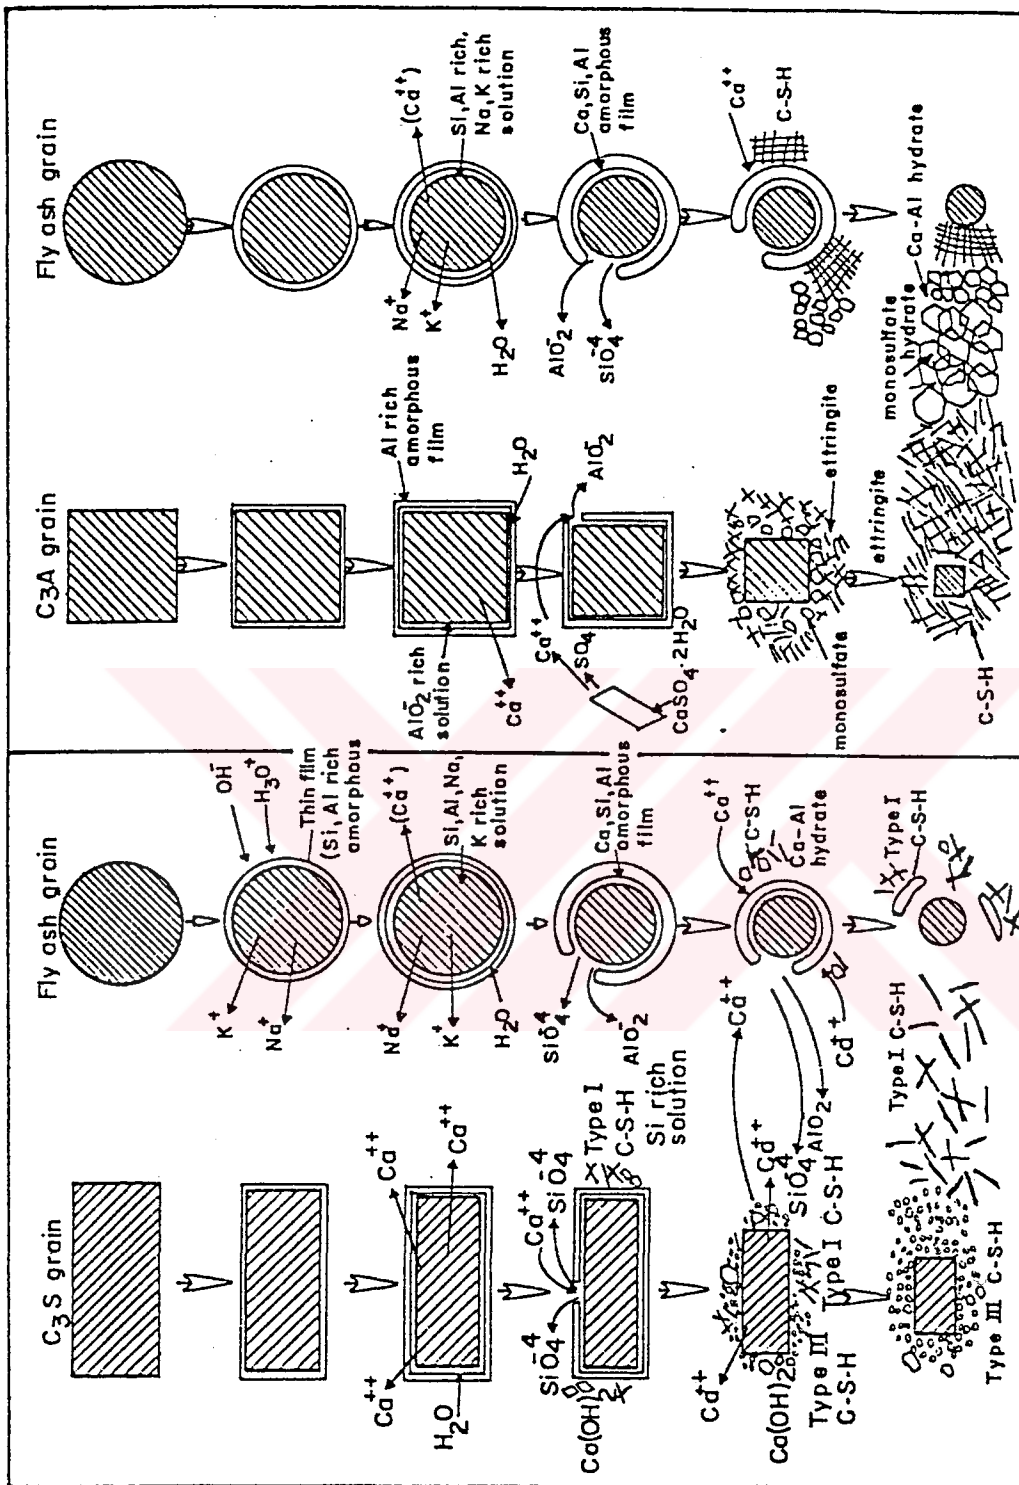 C3S grain
Fly ash grain
C3A grain
Fly ash grain
OH-
H3O+
K+
Na+
Thin film
(Si, Al rich
amorphous
Ca++
Ca++
Ca++
H2O
(Ca++)
Si, Al, Na,
K rich
solution
Na+
K+
H2O
SiO4-4
Ca++
SiO4-4
Ca(OH)2
Type I
C-S-H
Si rich
solution
SiO4-4
AlO2-
Ca, Si, Al
amorphous
film
Ca++
Ca(OH)2
Type III
C-S-H
Ca++
SiO4-4
Type I C-S-H
AlO2-
Ca++
Ca++
Ca++
C-S-H
Ca-Al
hydrate
Type III C-S-H
Type I C-S-H
Type I
C-S-H
Al rich
amorphous
film
AlO2- rich
solution
Ca++
H2O
(Ca++)
Si, Al rich,
Na, K rich
solution
Na+
K+
H2O
Ca++
SO4
CaSO4.2H2O
AlO2-
AlO2-
SiO4-4
Ca, Si, Al
amorphous
film
monosulfate
ettringite
Ca++
C-S-H
C-S-H
ettringite
monosulfate
hydrate
Ca-Al hydrate